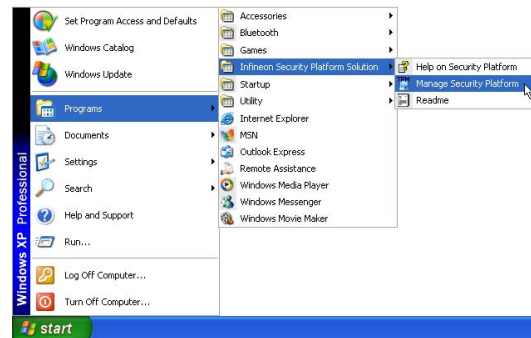 Set Program Access and Defaults
Windows Catalog
Windows Update
Programs
Documents
Settings
Search
Help and Support
Run...
Log Off Computer...
Turn Off Computer...
Windows XP Professional
start
Accessories
Bluetooth
Games
Infineon Security Platform Solution
Startup
Utility
Internet Explorer
MSN
Outlook Express
Remote Assistance
Windows Media Player
Windows Messenger
Windows Movie Maker
Help on Security Platform
Manage Security Platform
Readme